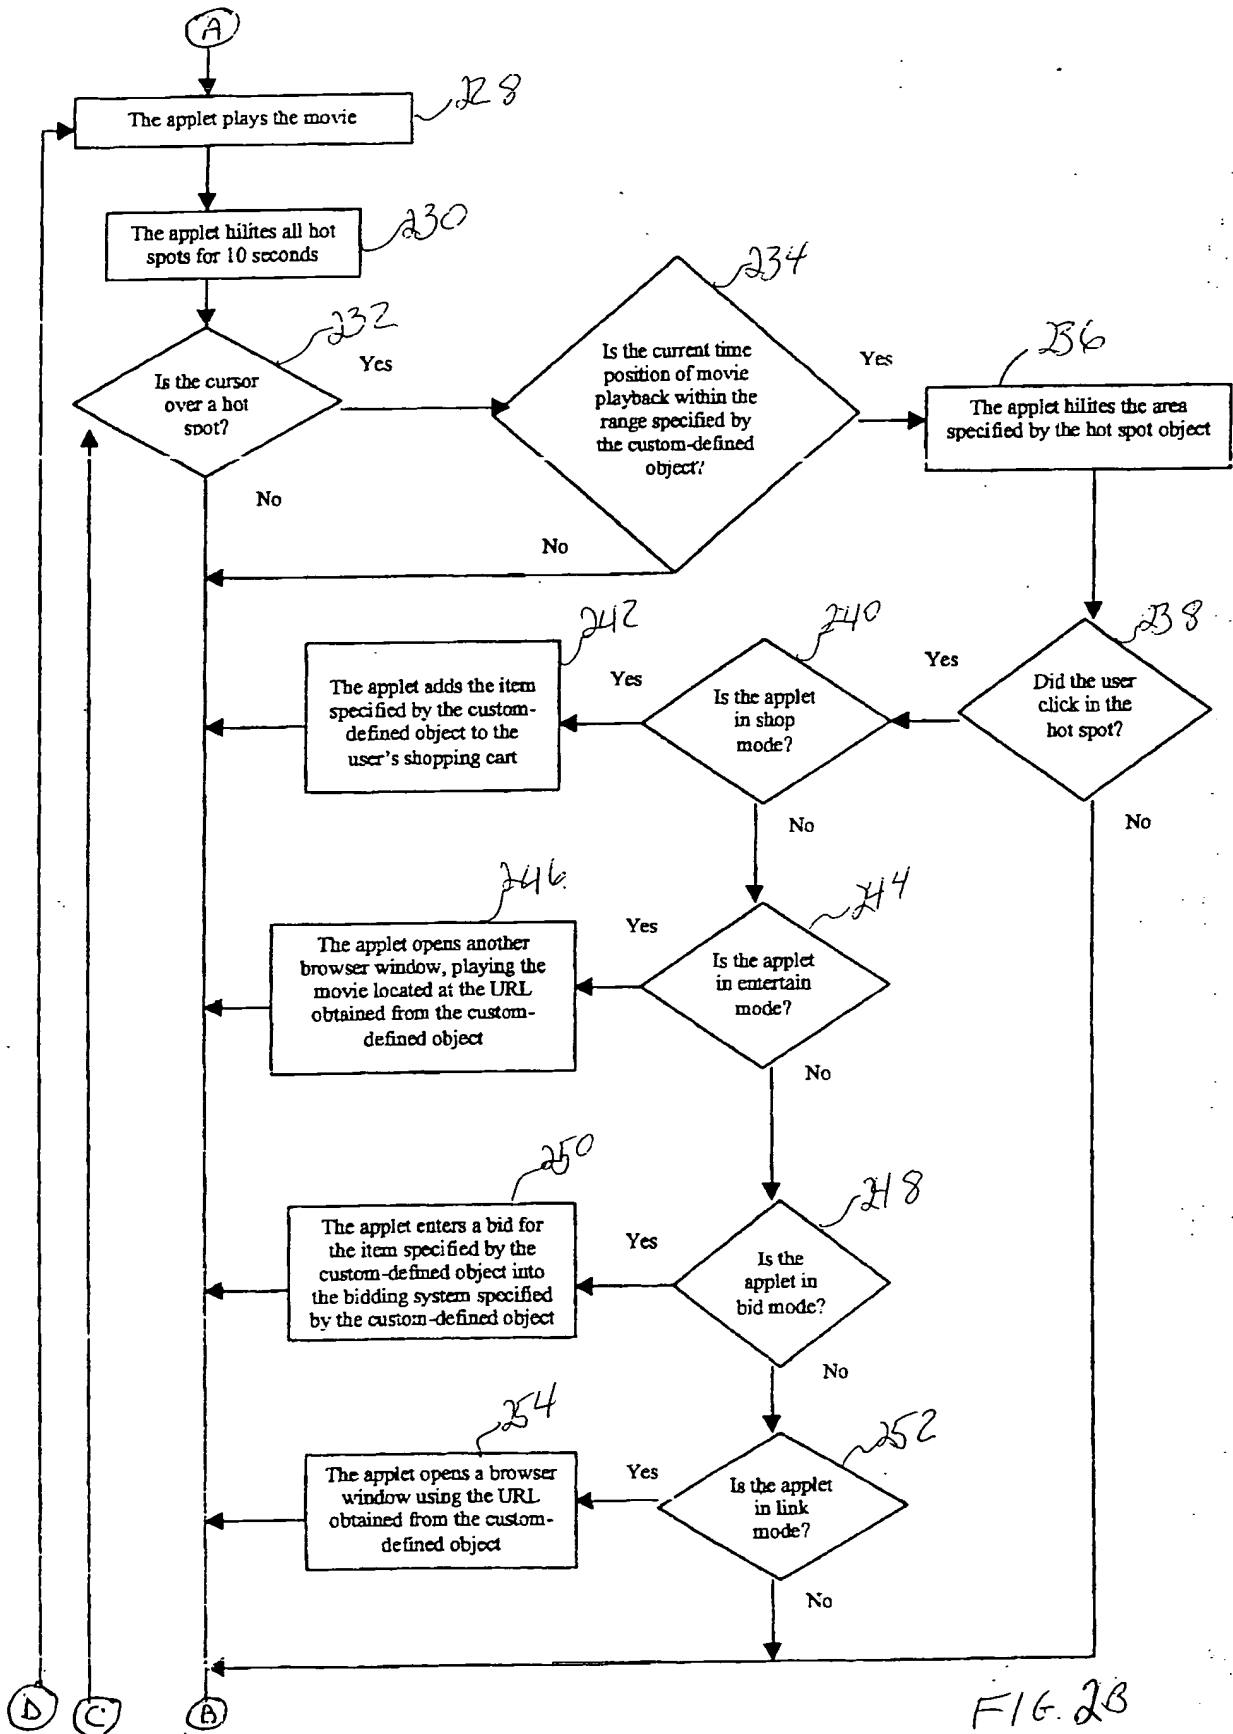 A
228
The applet plays the movie
230
The applet hilites all hot
spots for 10 seconds
232
Is the cursor
over a hot
spot?
Yes
No
234
Is the current time
position of movie
playback within the
range specified by
the custom-defined
object?
Yes
No
236
The applet hilites the area
specified by the hot spot object
238
Did the user
click in the
hot spot?
Yes
No
240
Is the applet
in shop
mode?
Yes
No
242
The applet adds the item
specified by the custom-
defined object to the
user's shopping cart
244
Is the applet
in entertain
mode?
Yes
No
246
The applet opens another
browser window, playing the
movie located at the URL
obtained from the custom-
defined object
248
Is the
applet in
bid mode?
Yes
No
250
The applet enters a bid for
the item specified by the
custom-defined object into
the bidding system specified
by the custom-defined object
252
Is the applet
in link
mode?
Yes
No
254
The applet opens a browser
window using the URL
obtained from the custom-
defined object
D
C
A
FIG. 2B